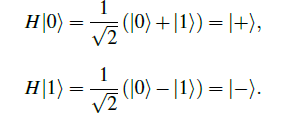 H|0⟩ = 1/√2 (|0⟩ + |1⟩) = |+⟩,
H|1⟩ = 1/√2 (|0⟩ − |1⟩) = |−⟩.